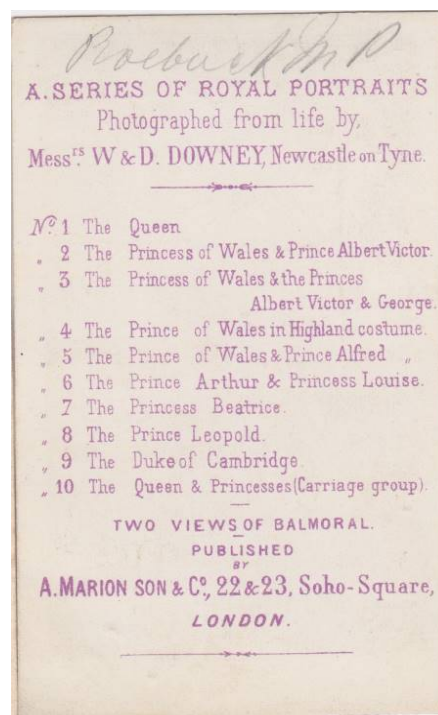 Roebuck M P
A. SERIES OF ROYAL PORTRAITS
Photographed from life by,
Messrs. W & D. DOWNEY, Newcastle on Tyne.
No. 1 The Queen
„ 2 The Princess of Wales & Prince Albert Victor.
„ 3 The Princess of Wales & the Princes
Albert Victor & George.
„ 4 The Prince of Wales in Highland costume.
„ 5 The Prince of Wales & Prince Alfred „
„ 6 The Prince Arthur & Princess Louise.
„ 7 The Princess Beatrice.
„ 8 The Prince Leopold.
„ 9 The Duke of Cambridge.
„ 10 The Queen & Princesses (Carriage group).
TWO VIEWS OF BALMORAL.
PUBLISHED
BY
A. MARION SON & Co., 22 & 23, Soho-Square,
LONDON.